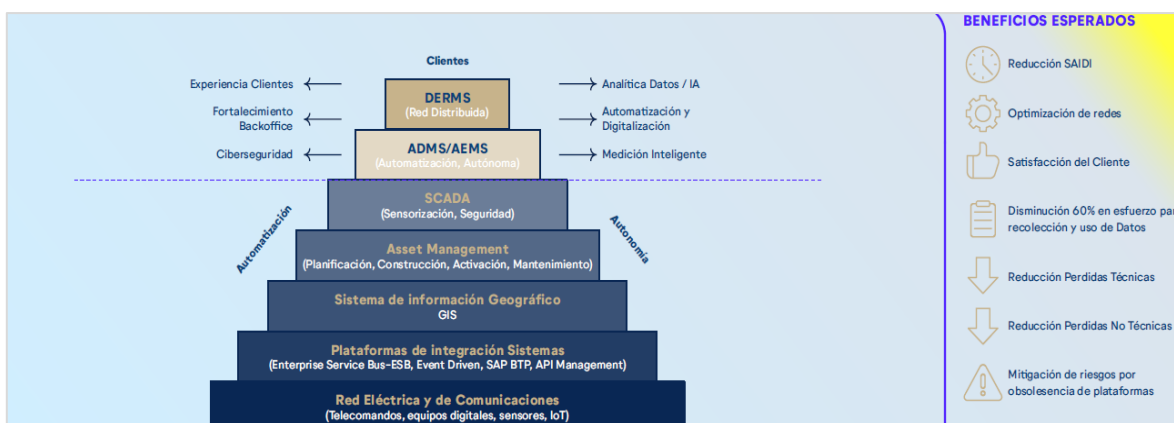 Clientes
Experiencia Clientes
Fortalecimiento
Backoffice
Ciberseguridad
DERMS
(Red Distribuida)
ADMS/AEMS
(Automatización, Autónoma)
Analítica Datos / IA
Automatización y
Digitalización
Medición Inteligente
Automatización
Autonomía
SCADA
(Sensorización, Seguridad)
Asset Management
(Planificación, Construcción, Activación, Mantenimiento)
Sistema de información Geográfico
GIS
Plataformas de integración Sistemas
(Enterprise Service Bus-ESB, Event Driven, SAP BTP, API Management)
Red Eléctrica y de Comunicaciones
(Telecomandos, equipos digitales, sensores, IoT)
BENEFICIOS ESPERADOS
Reducción SAIDI
Optimización de redes
Satisfacción del Cliente
Disminución 60% en esfuerzo
recolección y uso de Datos
Reducción Perdidas Técnicas
Reducción Perdidas No Técnicas
Mitigación de riesgos por
obsolesencia de plataformas